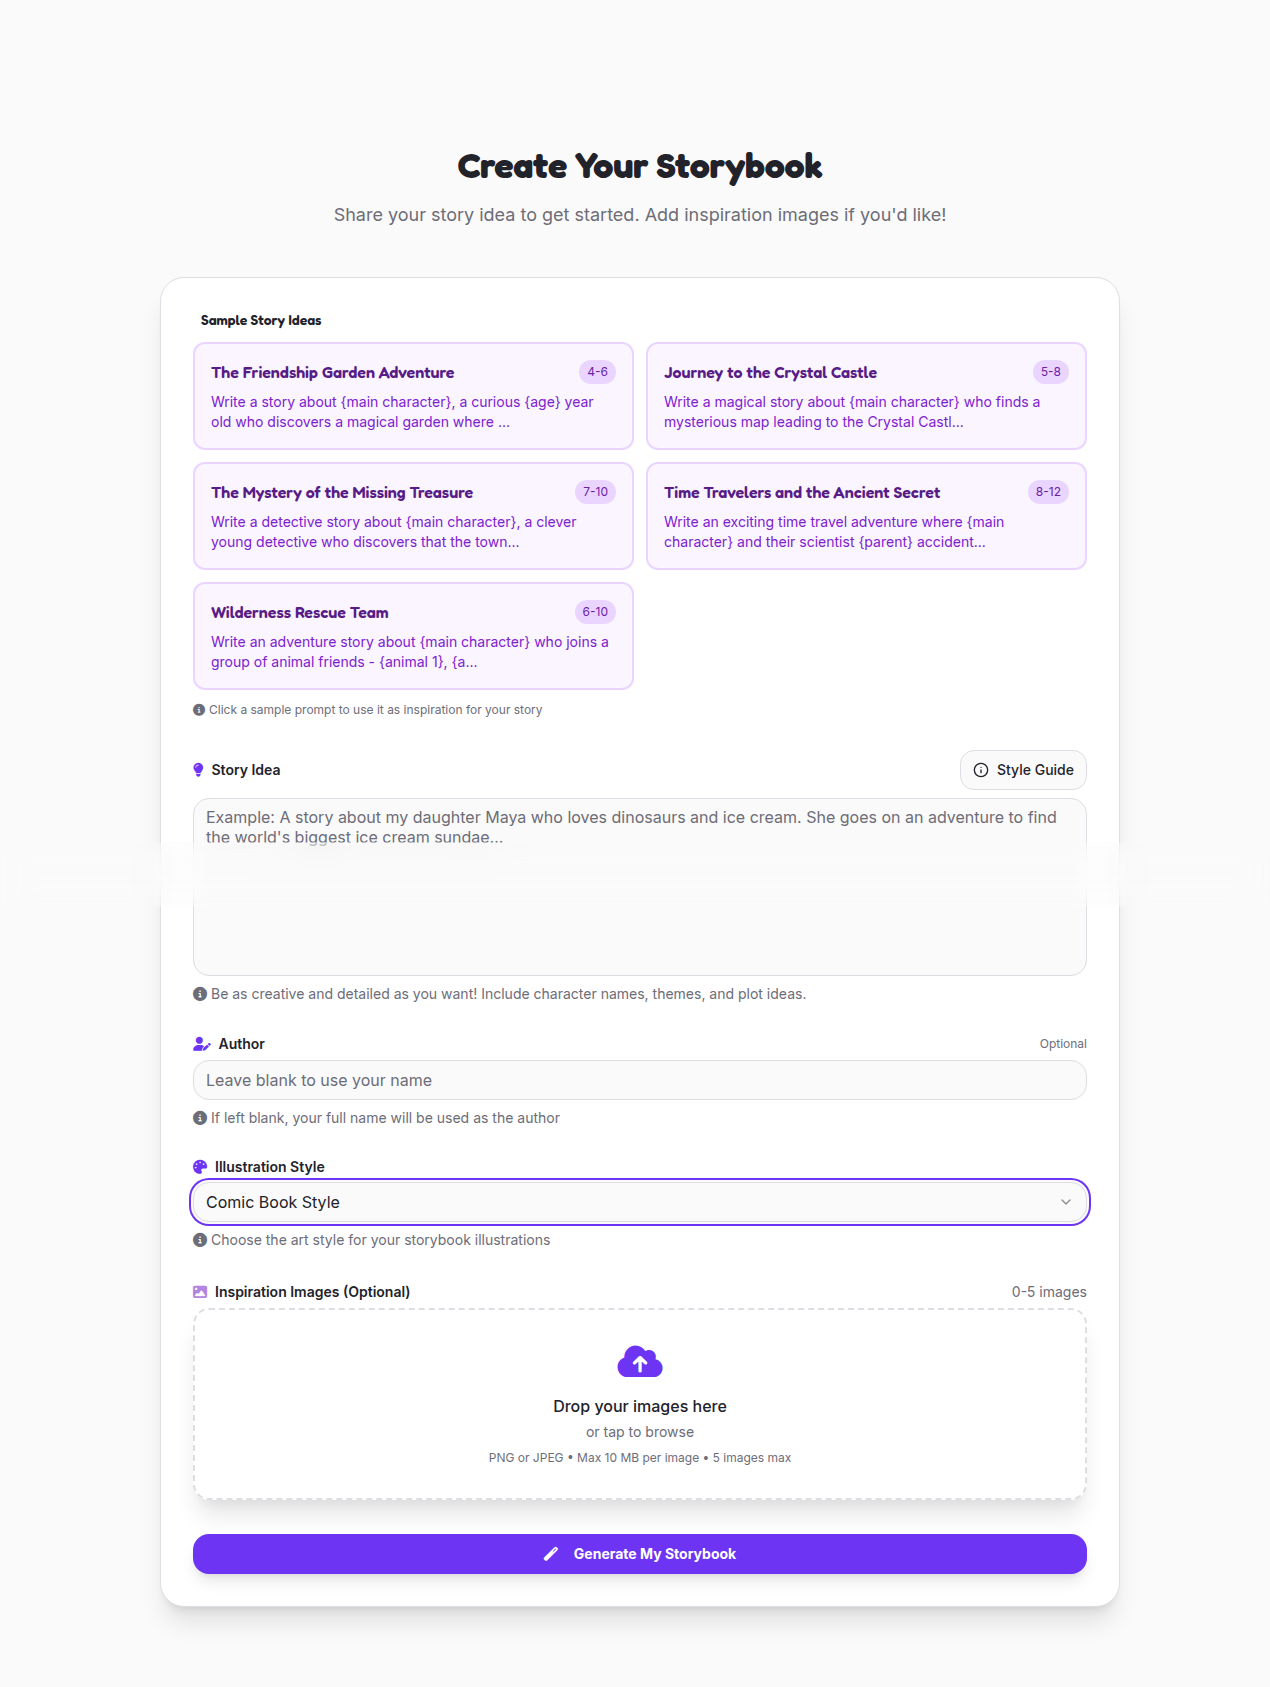 Create Your Storybook
Share your story idea to get started. Add inspiration images if you'd like!
Sample Story Ideas
The Friendship Garden Adventure
4-6
Write a story about {main character}, a curious {age} year
old who discovers a magical garden where ...
Journey to the Crystal Castle
5-8
Write a magical story about {main character} who finds a
mysterious map leading to the Crystal Castl...
The Mystery of the Missing Treasure
7-10
Write a detective story about {main character}, a clever
young detective who discovers that the town...
Time Travelers and the Ancient Secret
8-12
Write an exciting time travel adventure where {main
character} and their scientist {parent} accident...
Wilderness Rescue Team
6-10
Write an adventure story about {main character} who joins a
group of animal friends - {animal 1}, {a...
Click a sample prompt to use it as inspiration for your story
Story Idea
Style Guide
Example: A story about my daughter Maya who loves dinosaurs and ice cream. She goes on an adventure to find
the world's biggest ice cream sundae...
Be as creative and detailed as you want! Include character names, themes, and plot ideas.
Author
Optional
Leave blank to use your name
If left blank, your full name will be used as the author
Illustration Style
Comic Book Style
Choose the art style for your storybook illustrations
Inspiration Images (Optional)
0-5 images
Drop your images here
or tap to browse
PNG or JPEG • Max 10 MB per image • 5 images max
Generate My Storybook